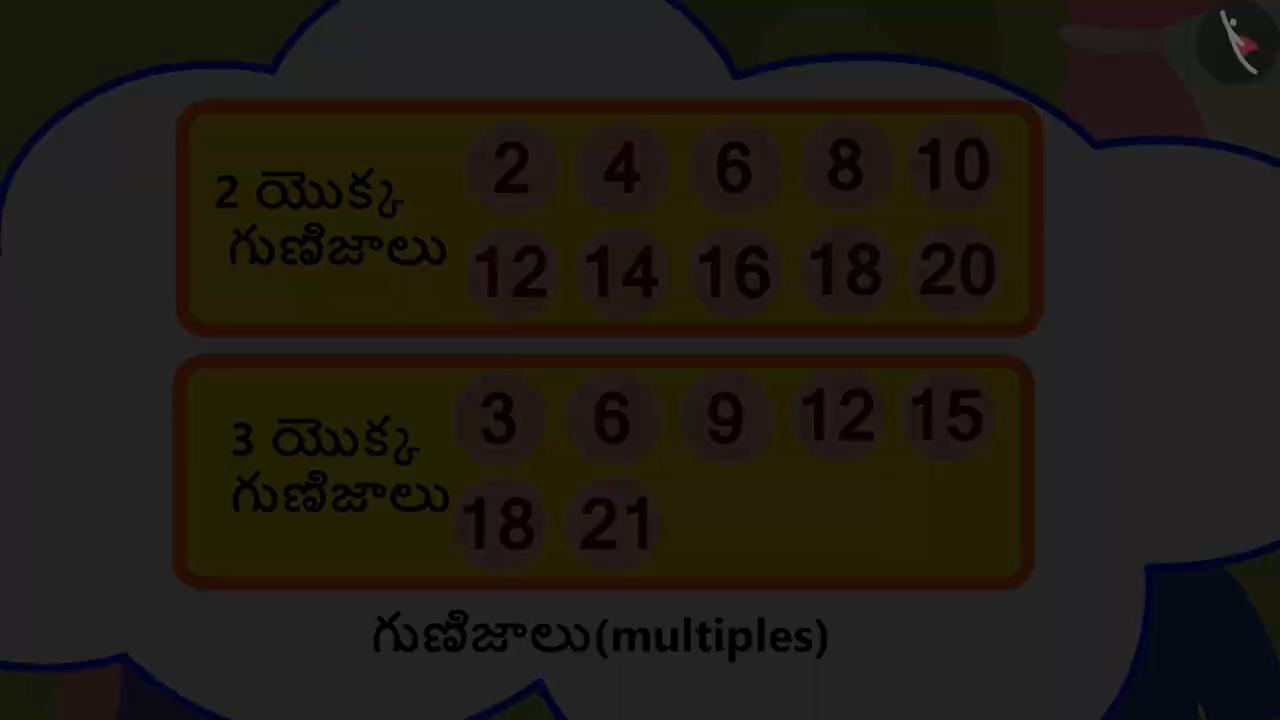 2 యొక్క
గుణిజాలు
2 4 6 8 10
12 14 16 18 20
3 యొక్క
గుణిజాలు
3 6 9 12 15
18 21
గుణిజాలు(multiples)